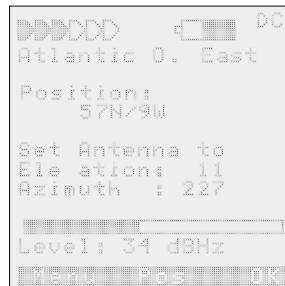 DC
Atlantic O. East
Position:
57N/9W
Set Antenna to
Ele ation: 11
Azimuth : 227
Level: 34 dBHz
Menu Pos OK